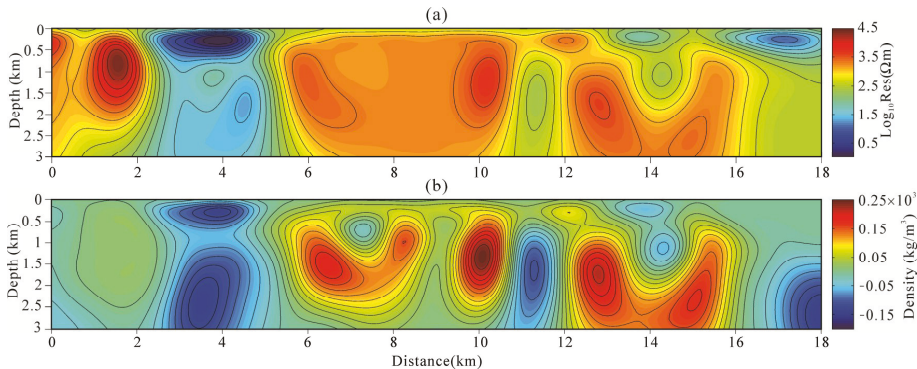 (a)
0
0.5
1
1.5
2
2.5
3
Depth (km)
0 2 4 6 8 10 12 14 16 18
4.5
3.5
2.5
1.5
0.5
Log₁₀Res(Ωm)
(b)
0
0.5
1
1.5
2
2.5
3
Depth (km)
0 2 4 6 8 10 12 14 16 18
Distance(km)
0.25×10³
0.15
0.05
-0.05
-0.15
Density (kg/m³)